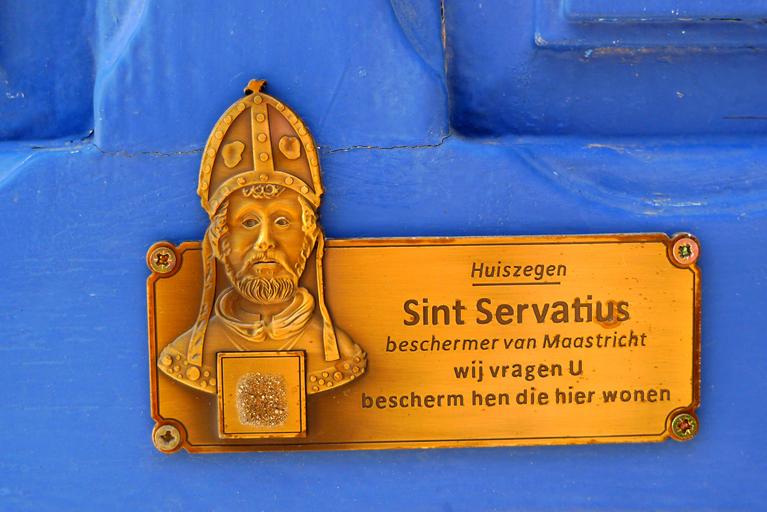 Huiszegen
Sint Servatius
beschermer van Maastricht
wij vragen U
bescherm hen die hier wonen